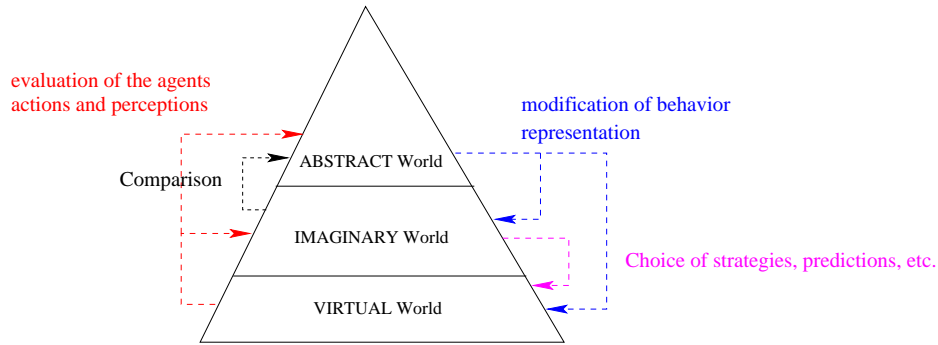 evaluation of the agents
actions and perceptions
modification of behavior
representation
ABSTRACT World
Comparison
IMAGINARY World
Choice of strategies, predictions, etc.
VIRTUAL World